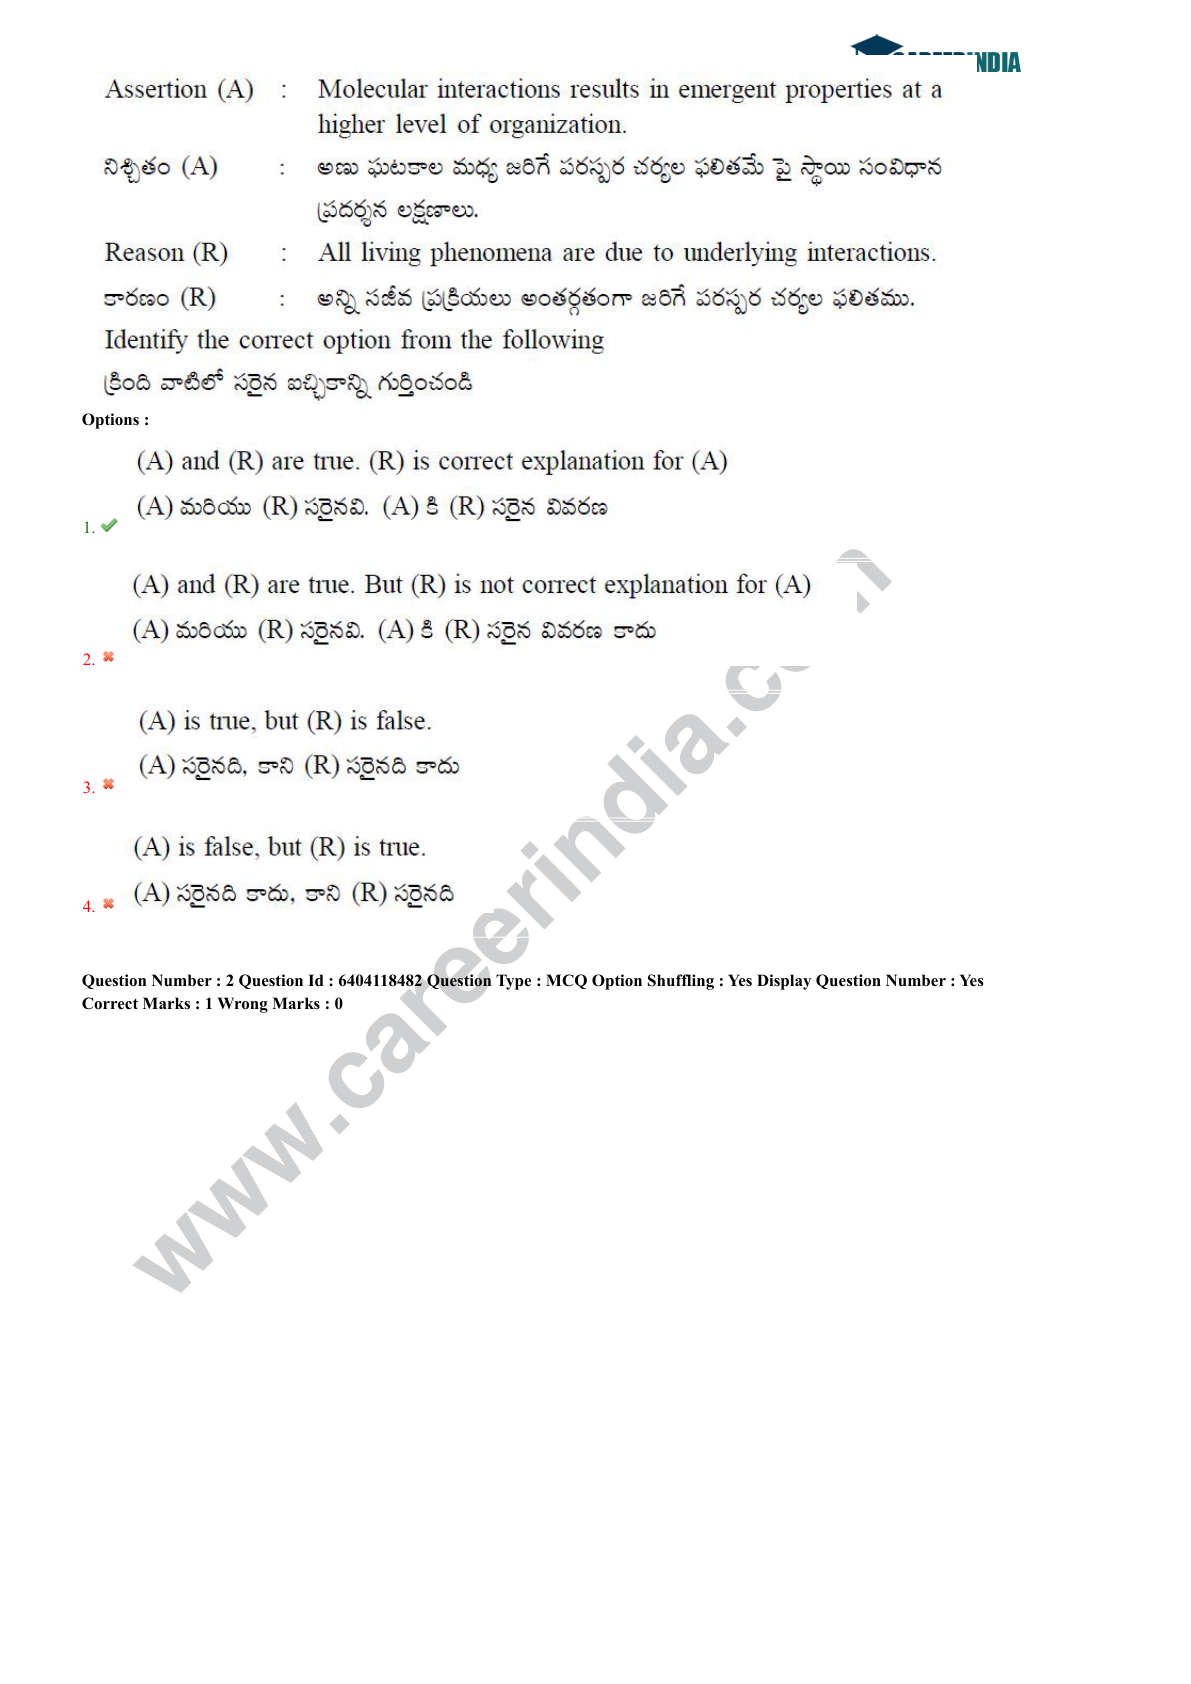 NDIA
Assertion (A) : Molecular interactions results in emergent properties at a
higher level of organization.
నిశ్చితం (A) : అణు ఘటకాల మధ్య జరిగే పరస్పర చర్యల ఫలితమే పై స్థాయి సంవిధాన
ప్రదర్శన లక్షణాలు.
Reason (R) : All living phenomena are due to underlying interactions.
కారణం (R) : అన్ని సజీవ ప్రక్రియలు అంతర్గతంగా జరిగే పరస్పర చర్యల ఫలితము.
Identify the correct option from the following
క్రింది వాటిలో సరైన ఐచ్ఛికాన్ని గుర్తించండి
Options :
(A) and (R) are true. (R) is correct explanation for (A)
(A) మరియు (R) సరైనవి. (A) కి (R) సరైన వివరణ
1.
(A) and (R) are true. But (R) is not correct explanation for (A)
(A) మరియు (R) సరైనవి. (A) కి (R) సరైన వివరణ కాదు
2.
(A) is true, but (R) is false.
(A) సరైనది, కాని (R) సరైనది కాదు
3.
(A) is false, but (R) is true.
(A) సరైనది కాదు, కాని (R) సరైనది
4.
Question Number : 2 Question Id : 6404118482 Question Type : MCQ Option Shuffling : Yes Display Question Number : Yes
Correct Marks : 1 Wrong Marks : 0
www.careerindia.com